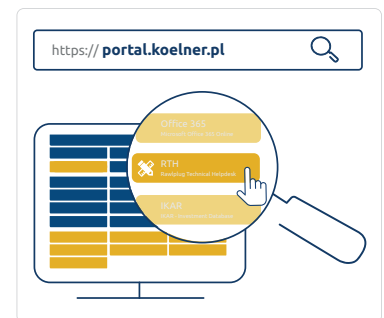 https:// portal.koelner.pl
Office 365
Microsoft Office 365 Online
RTH
Rawlplug Technical Helpdesk
IKAR